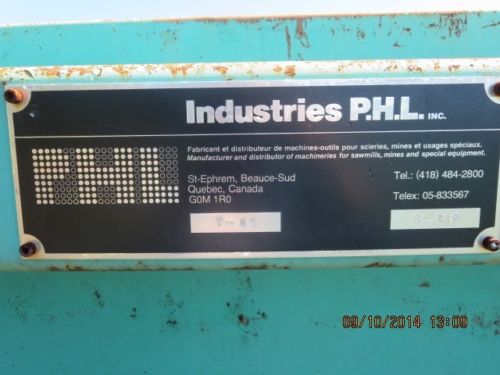 Industries P.H.L. INC.
Fabricant et distributeur de machines-outils pour scieries, mines et usages spéciaux.
Manufacturer and distributor of machineries for sawmills, mines and special equipment.
PHL
St-Ephrem, Beauce-Sud
Quebec, Canada
G0M 1R0
Tel.: (418) 484-2800
Telex: 05-833567
09/10/2014 13:09